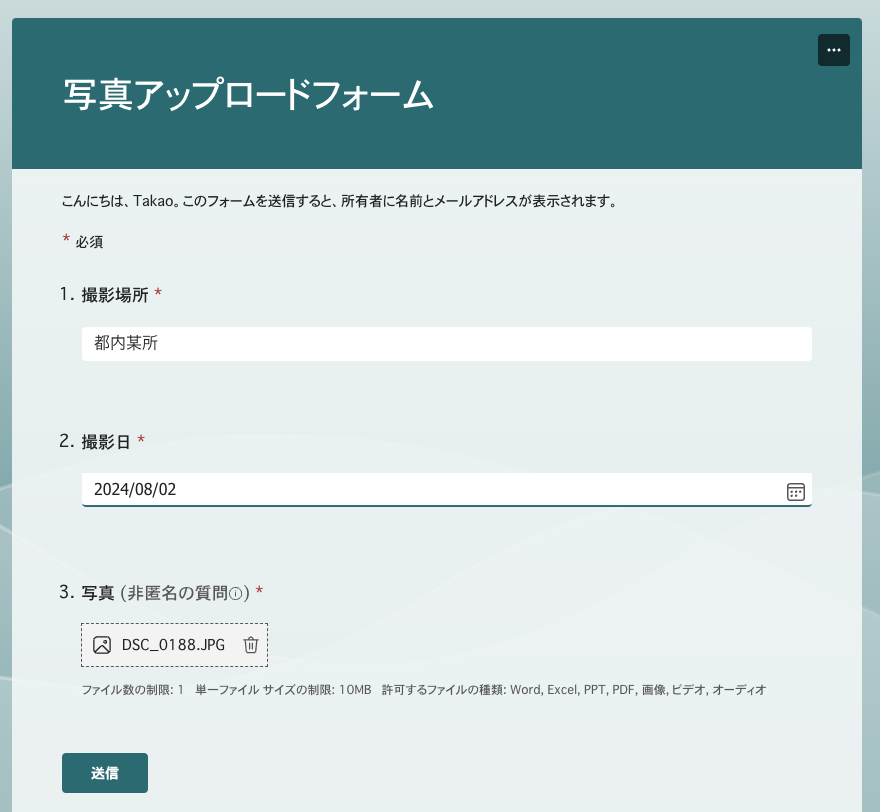 写真アップロードフォーム
こんにちは、Takao。このフォームを送信すると、所有者に名前とメールアドレスが表示されます。
* 必須
1. 撮影場所 *
都内某所
2. 撮影日 *
2024/08/02
3. 写真 (非匿名の質問) *
DSC_0188.JPG
ファイル数の制限: 1 単一ファイル サイズの制限: 10MB 許可するファイルの種類: Word, Excel, PPT, PDF, 画像, ビデオ, オーディオ
送信